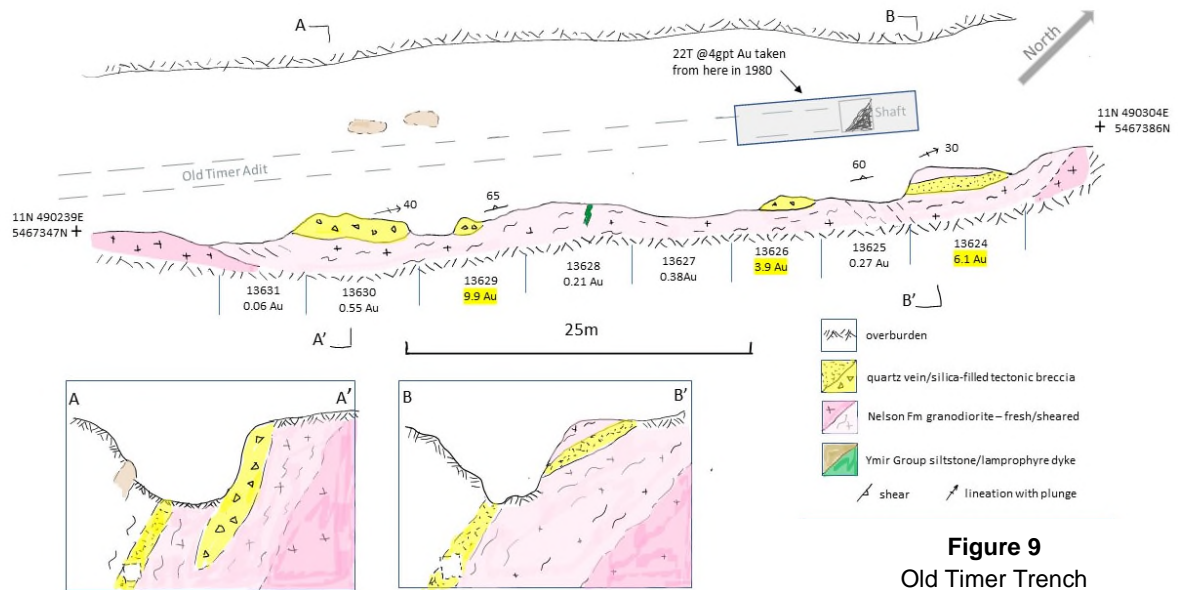 A
B
North
22T @4gpt Au taken
from here in 1980
Shaft
11N 490304E
5467386N
Old Timer Adit
30
60
40
65
11N 490239E
5467347N
13631
0.06 Au
13630
0.55 Au
13629
9.9 Au
13628
0.21 Au
13627
0.38Au
13626
3.9 Au
13625
0.27 Au
13624
6.1 Au
A'
B'
25m
overburden
quartz vein/silica-filled tectonic breccia
Nelson Fm granodiorite – fresh/sheared
Ymir Group siltstone/lamprophyre dyke
shear
lineation with plunge
A
A'
B
B'
Figure 9
Old Timer Trench